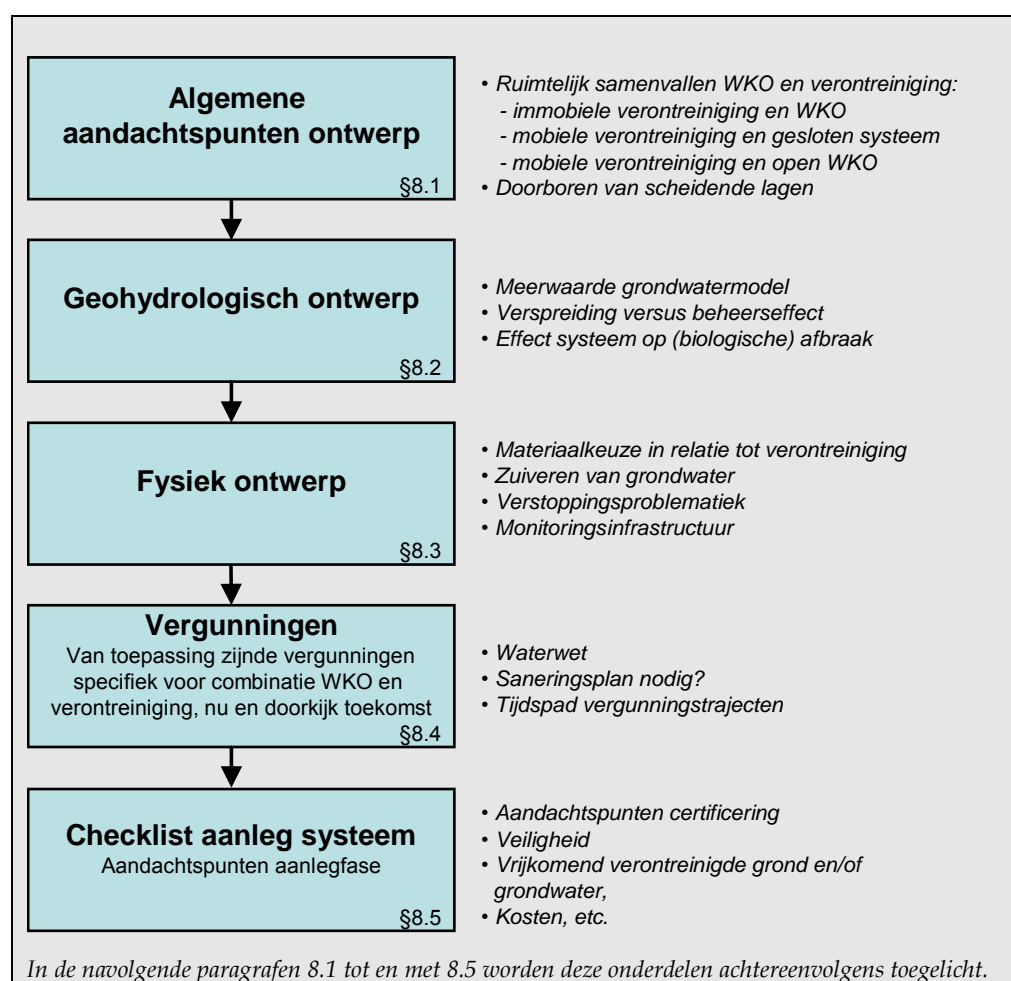 Algemene
aandachtspunten ontwerp
§8.1
• Ruimtelijk samenvallen WKO en verontreiniging:
- immobiele verontreiniging en WKO
- mobiele verontreiniging en gesloten systeem
- mobiele verontreiniging en open WKO
• Doorboren van scheidende lagen
Geohydrologisch ontwerp
§8.2
• Meerwaarde grondwatermodel
• Verspreiding versus beheerseffect
• Effect systeem op (biologische) afbraak
Fysiek ontwerp
§8.3
• Materiaalkeuze in relatie tot verontreiniging
• Zuiveren van grondwater
• Verstoppingsproblematiek
• Monitoringsinfrastructuur
Vergunningen
Van toepassing zijnde vergunningen
specifiek voor combinatie WKO en
verontreiniging, nu en doorkijk toekomst
§8.4
• Waterwet
• Saneringsplan nodig?
• Tijdspad vergunningstrajecten
Checklist aanleg systeem
Aandachtspunten aanlegfase
§8.5
• Aandachtspunten certificering
• Veiligheid
• Vrijkomend verontreinigde grond en/of
grondwater,
• Kosten, etc.
In de navolgende paragrafen 8.1 tot en met 8.5 worden deze onderdelen achtereenvolgens toegelicht.